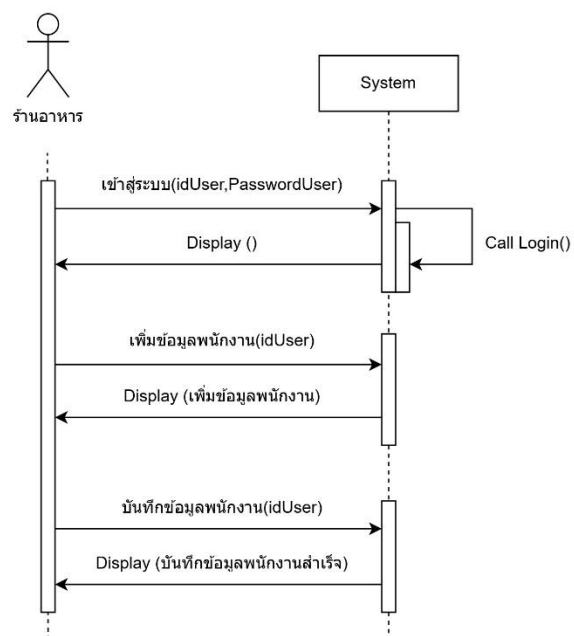 System
ร้านอาหาร
เข้าสู่ระบบ(idUser,PasswordUser)
Display ()
Call Login()
เพิ่มข้อมูลพนักงาน(idUser)
Display (เพิ่มข้อมูลพนักงาน)
บันทึกข้อมูลพนักงาน(idUser)
Display (บันทึกข้อมูลพนักงานสำเร็จ)